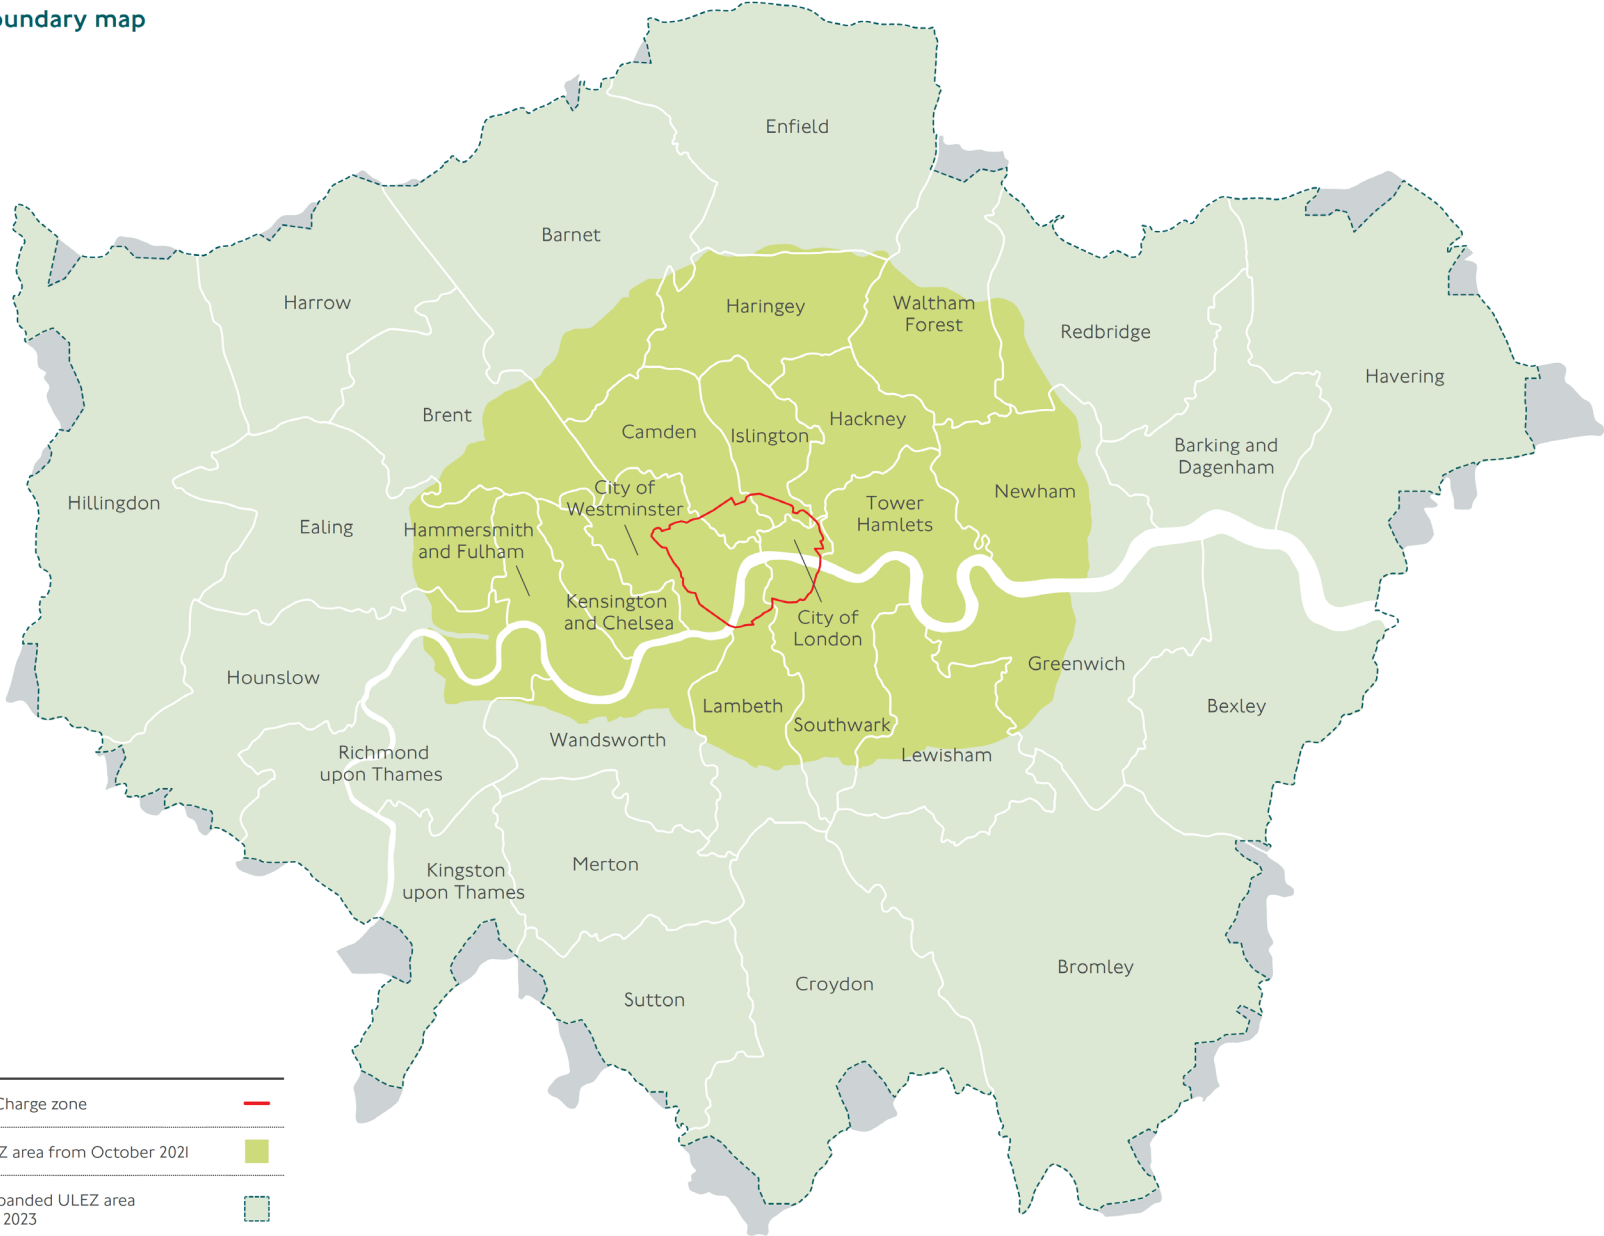 oundary map
Enfield
Barnet
Harrow
Haringey
Waltham
Forest
Redbridge
Havering
Brent
Camden
Islington
Hackney
Barking and
Dagenham
Hillingdon
Ealing
City of
Westminster
Tower
Hamlets
Newham
Hammersmith
and Fulham
Kensington
and Chelsea
City of
London
Hounslow
Greenwich
Lambeth
Southwark
Bexley
Richmond
upon Thames
Wandsworth
Lewisham
Kingston
upon Thames
Merton
Sutton
Croydon
Bromley
Charge zone
Z area from October 2021
panded ULEZ area
2023